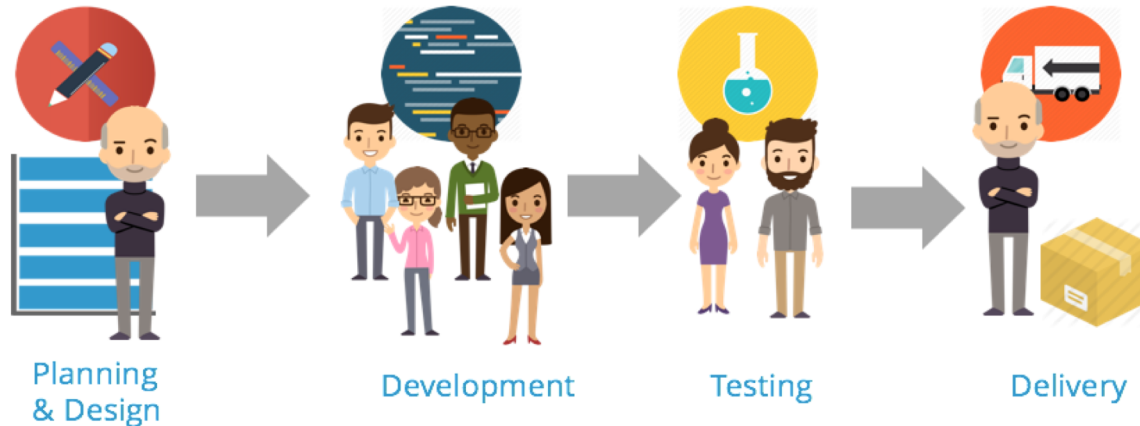 Planning
& Design
Development
Testing
Delivery